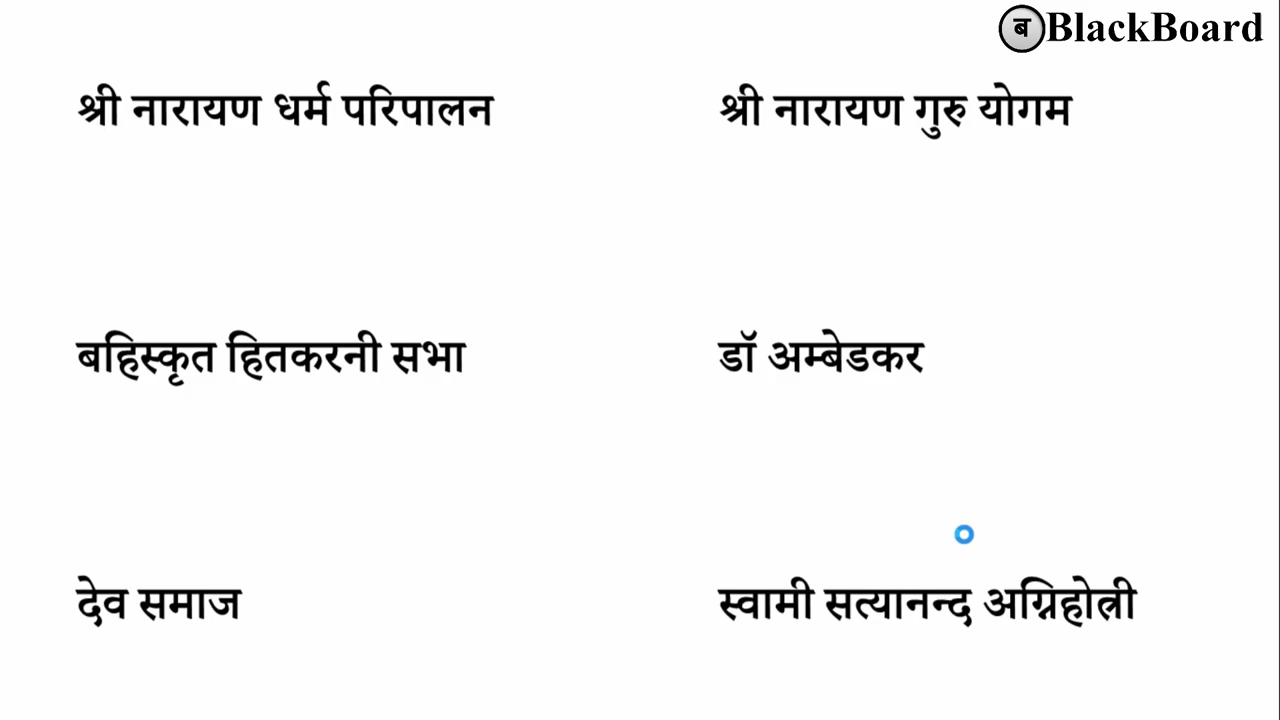 ब BlackBoard
श्री नारायण धर्म परिपालन श्री नारायण गुरु योगम
बहिस्कृत हितकरनी सभा डॉ अम्बेडकर
देव समाज स्वामी सत्यानन्द अग्निहोत्री